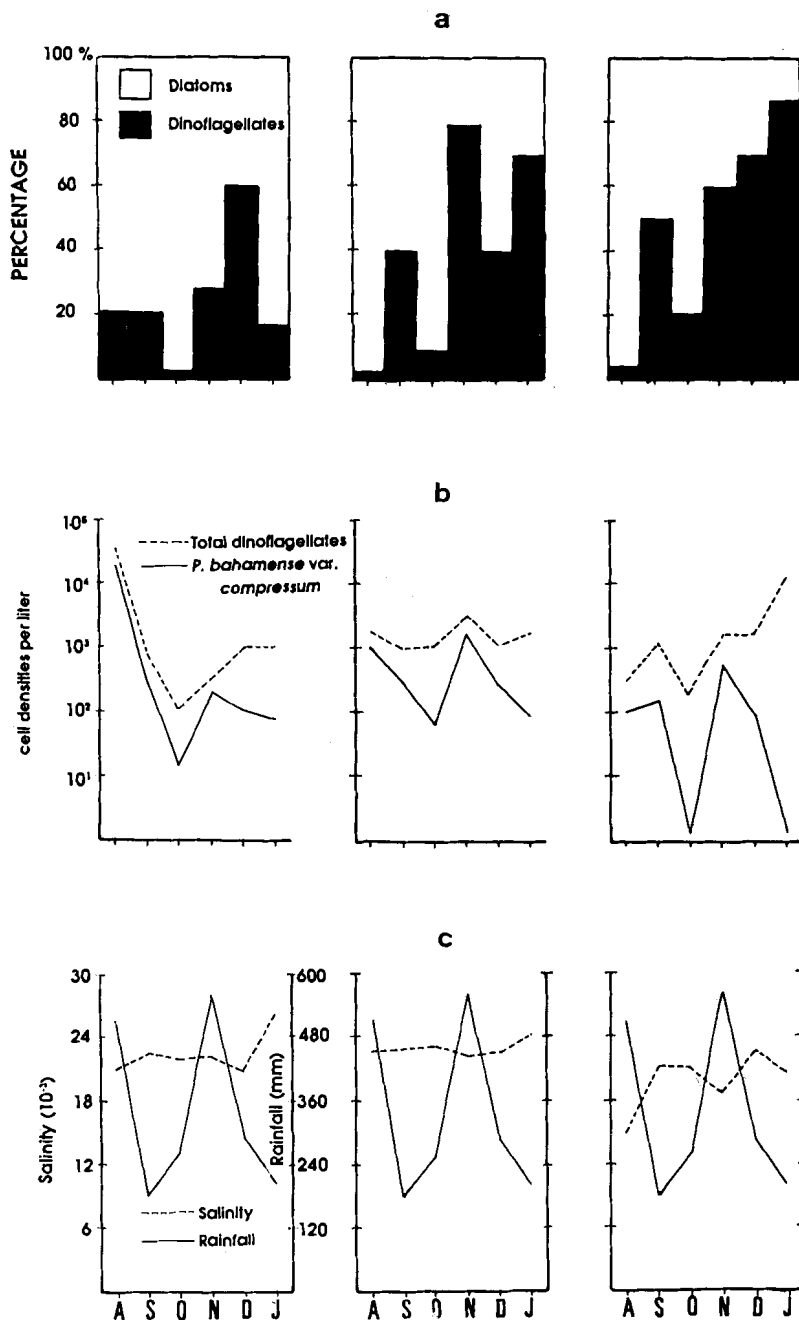 a
100 %
Diatoms
Dinoflagellates
80
60
40
20
PERCENTAGE
b
10⁵
Total dinoflagellates
P. bahamense var.
compressum
10⁴
10³
10²
10¹
cell densities per liter
c
30
24
18
12
6
Salinity (10⁻³)
600
480
360
240
120
Rainfall (mm)
Salinity
Rainfall
A S O N D J
A S O N D J
A S O N D J